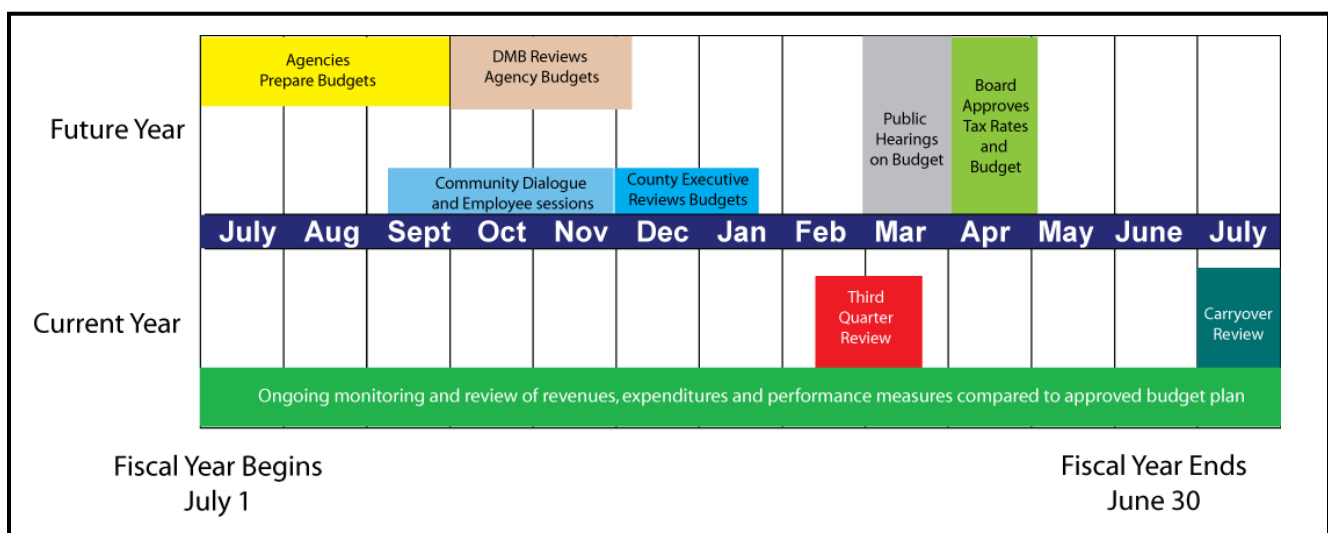 Future Year
Agencies
Prepare Budgets
DMB Reviews
Agency Budgets
Community Dialogue
and Employee sessions
County Executive
Reviews Budgets
Public
Hearings
on Budget
Board
Approves
Tax Rates
and
Budget
July Aug Sept Oct Nov Dec Jan Feb Mar Apr May June July
Current Year
Third
Quarter
Review
Carryover
Review
Ongoing monitoring and review of revenues, expenditures and performance measures compared to approved budget plan
Fiscal Year Begins
July 1
Fiscal Year Ends
June 30